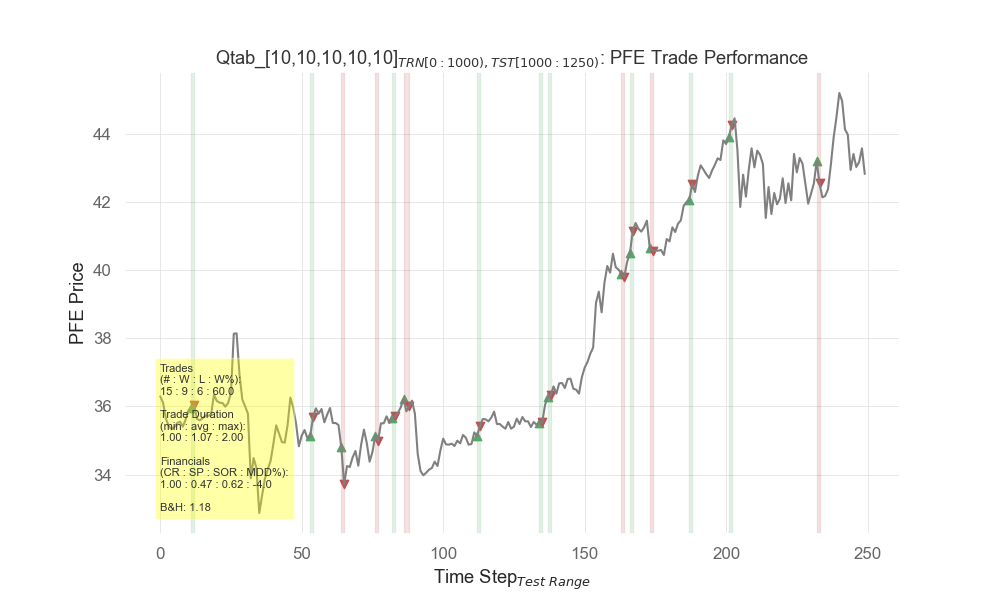 Qtab_[10,10,10,10,10]TRN[0:1000),TST[1000:1250): PFE Trade Performance
44
42
40
38
36
34
PFE Price
Trades
(# : W : L : W%):
15 : 9 : 6 : 60.0
Trade Duration
(min : avg : max):
1.00 : 1.07 : 2.00
Financials
(CR : SP : SOR : MDD%):
1.00 : 0.47 : 0.62 : -4.0
B&H: 1.18
0 50 100 150 200 250
Time StepTest Range